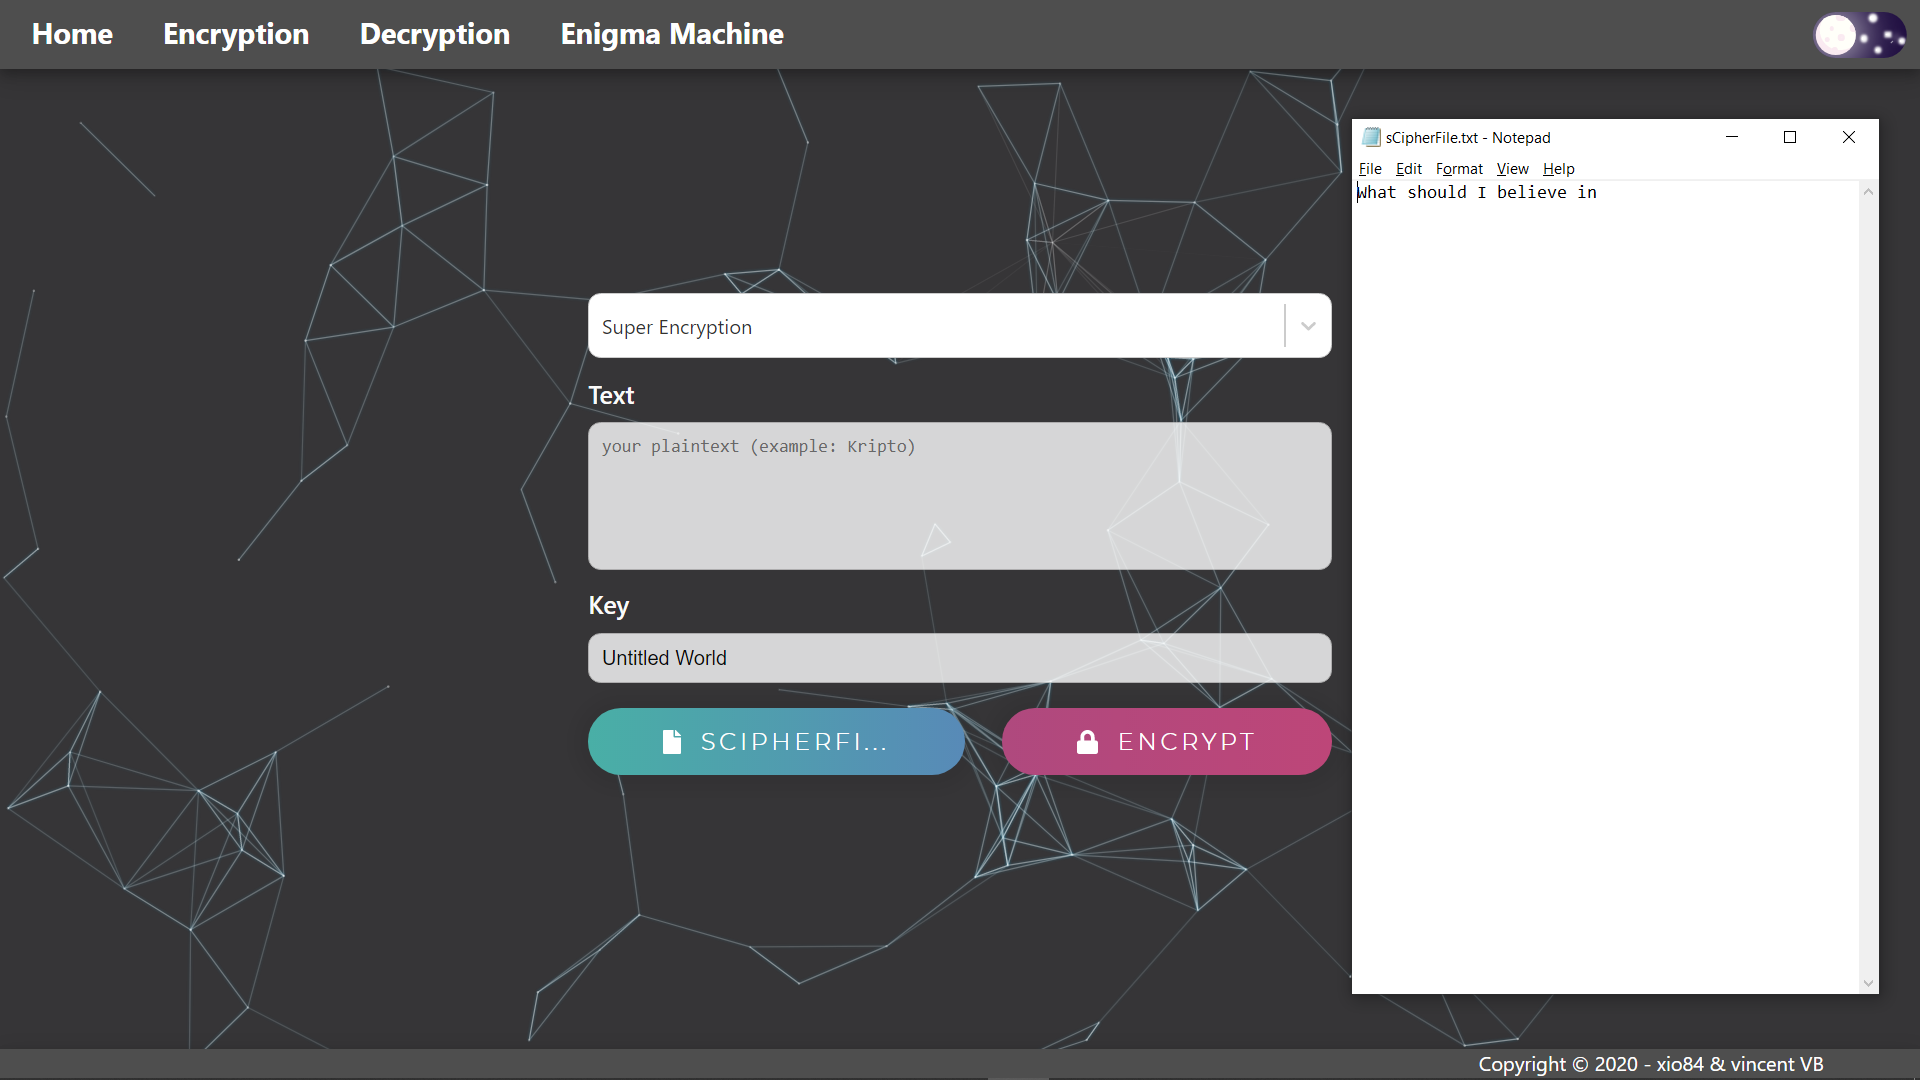 Home Encryption Decryption Enigma Machine
sCipherFile.txt - Notepad
File Edit Format View Help
What should I believe in
Super Encryption
Text
your plaintext (example: Kripto)
Key
Untitled World
SCIPHERFI...
ENCRYPT
Copyright © 2020 - xio84 & vincent VB